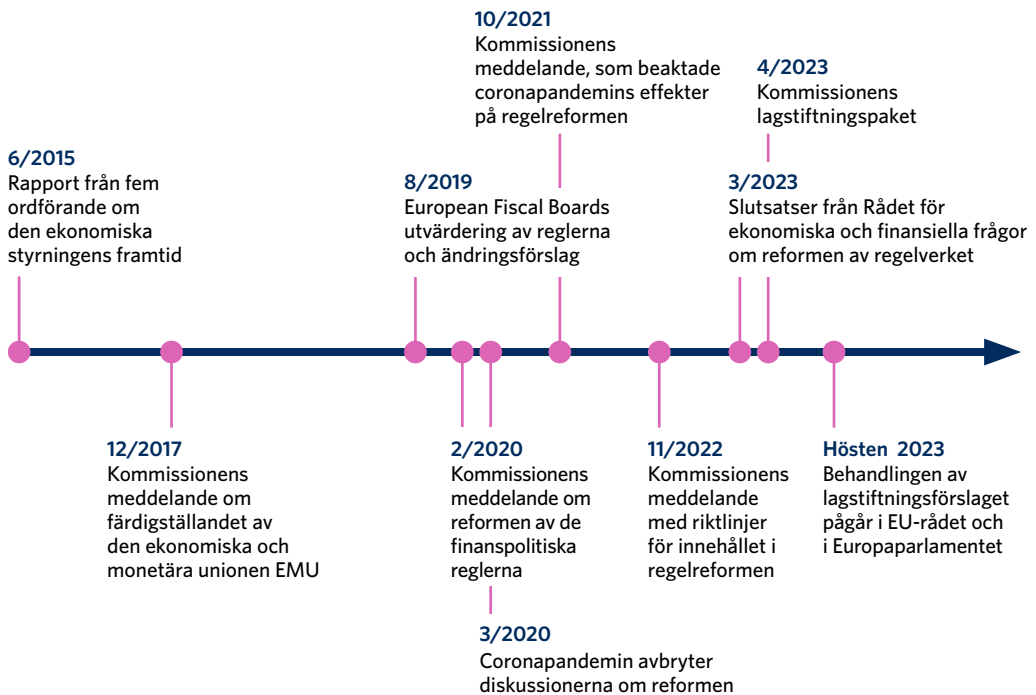 6/2015
Rapport från fem
ordförande om
den ekonomiska
styrningens framtid
12/2017
Kommissionens
meddelande om
färdigställandet av
den ekonomiska och
monetära unionen EMU
8/2019
European Fiscal Boards
utvärdering av reglerna
och ändringsförslag
2/2020
Kommissionens
meddelande om
reformen av de
finanspolitiska
reglerna
3/2020
Coronapandemin avbryter
diskussionerna om reformen
10/2021
Kommissionens
meddelande, som beaktade
coronapandemins effekter
på regelreformen
11/2022
Kommissionens
meddelande
med riktlinjer
för innehållet i
regelreformen
3/2023
Slutsatser från Rådet för
ekonomiska och finansiella frågor
om reformen av regelverket
4/2023
Kommissionens
lagstiftningspaket
Hösten 2023
Behandlingen av
lagstiftningsförslaget
pågår i EU-rådet och
i Europaparlamentet